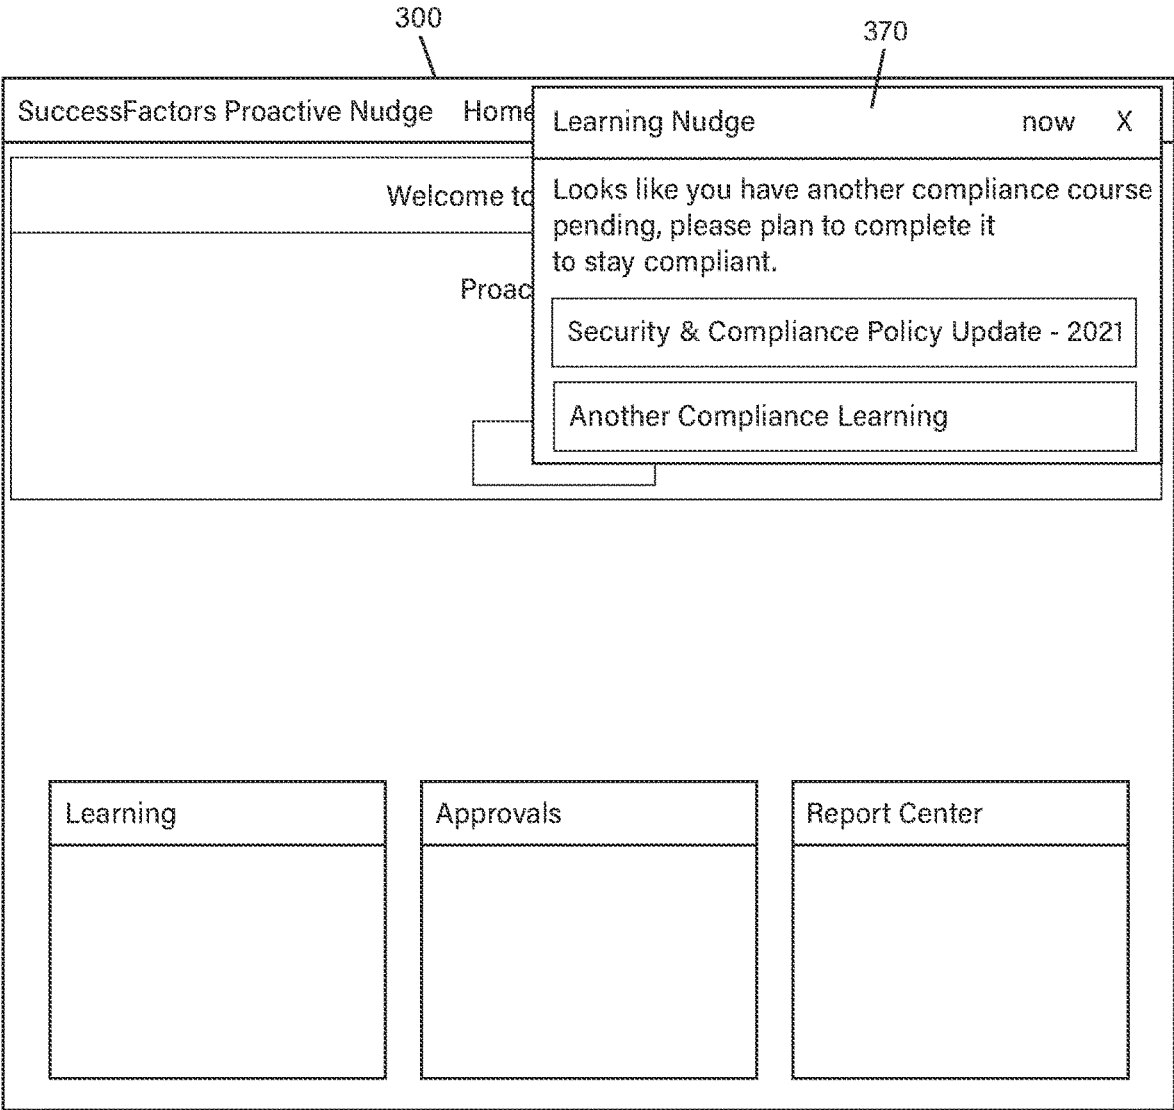 300
370
SuccessFactors Proactive Nudge Home
Learning Nudge now X
Welcome to
Looks like you have another compliance course
pending, please plan to complete it
to stay compliant.
Proac
Security & Compliance Policy Update - 2021
Another Compliance Learning
Learning
Approvals
Report Center